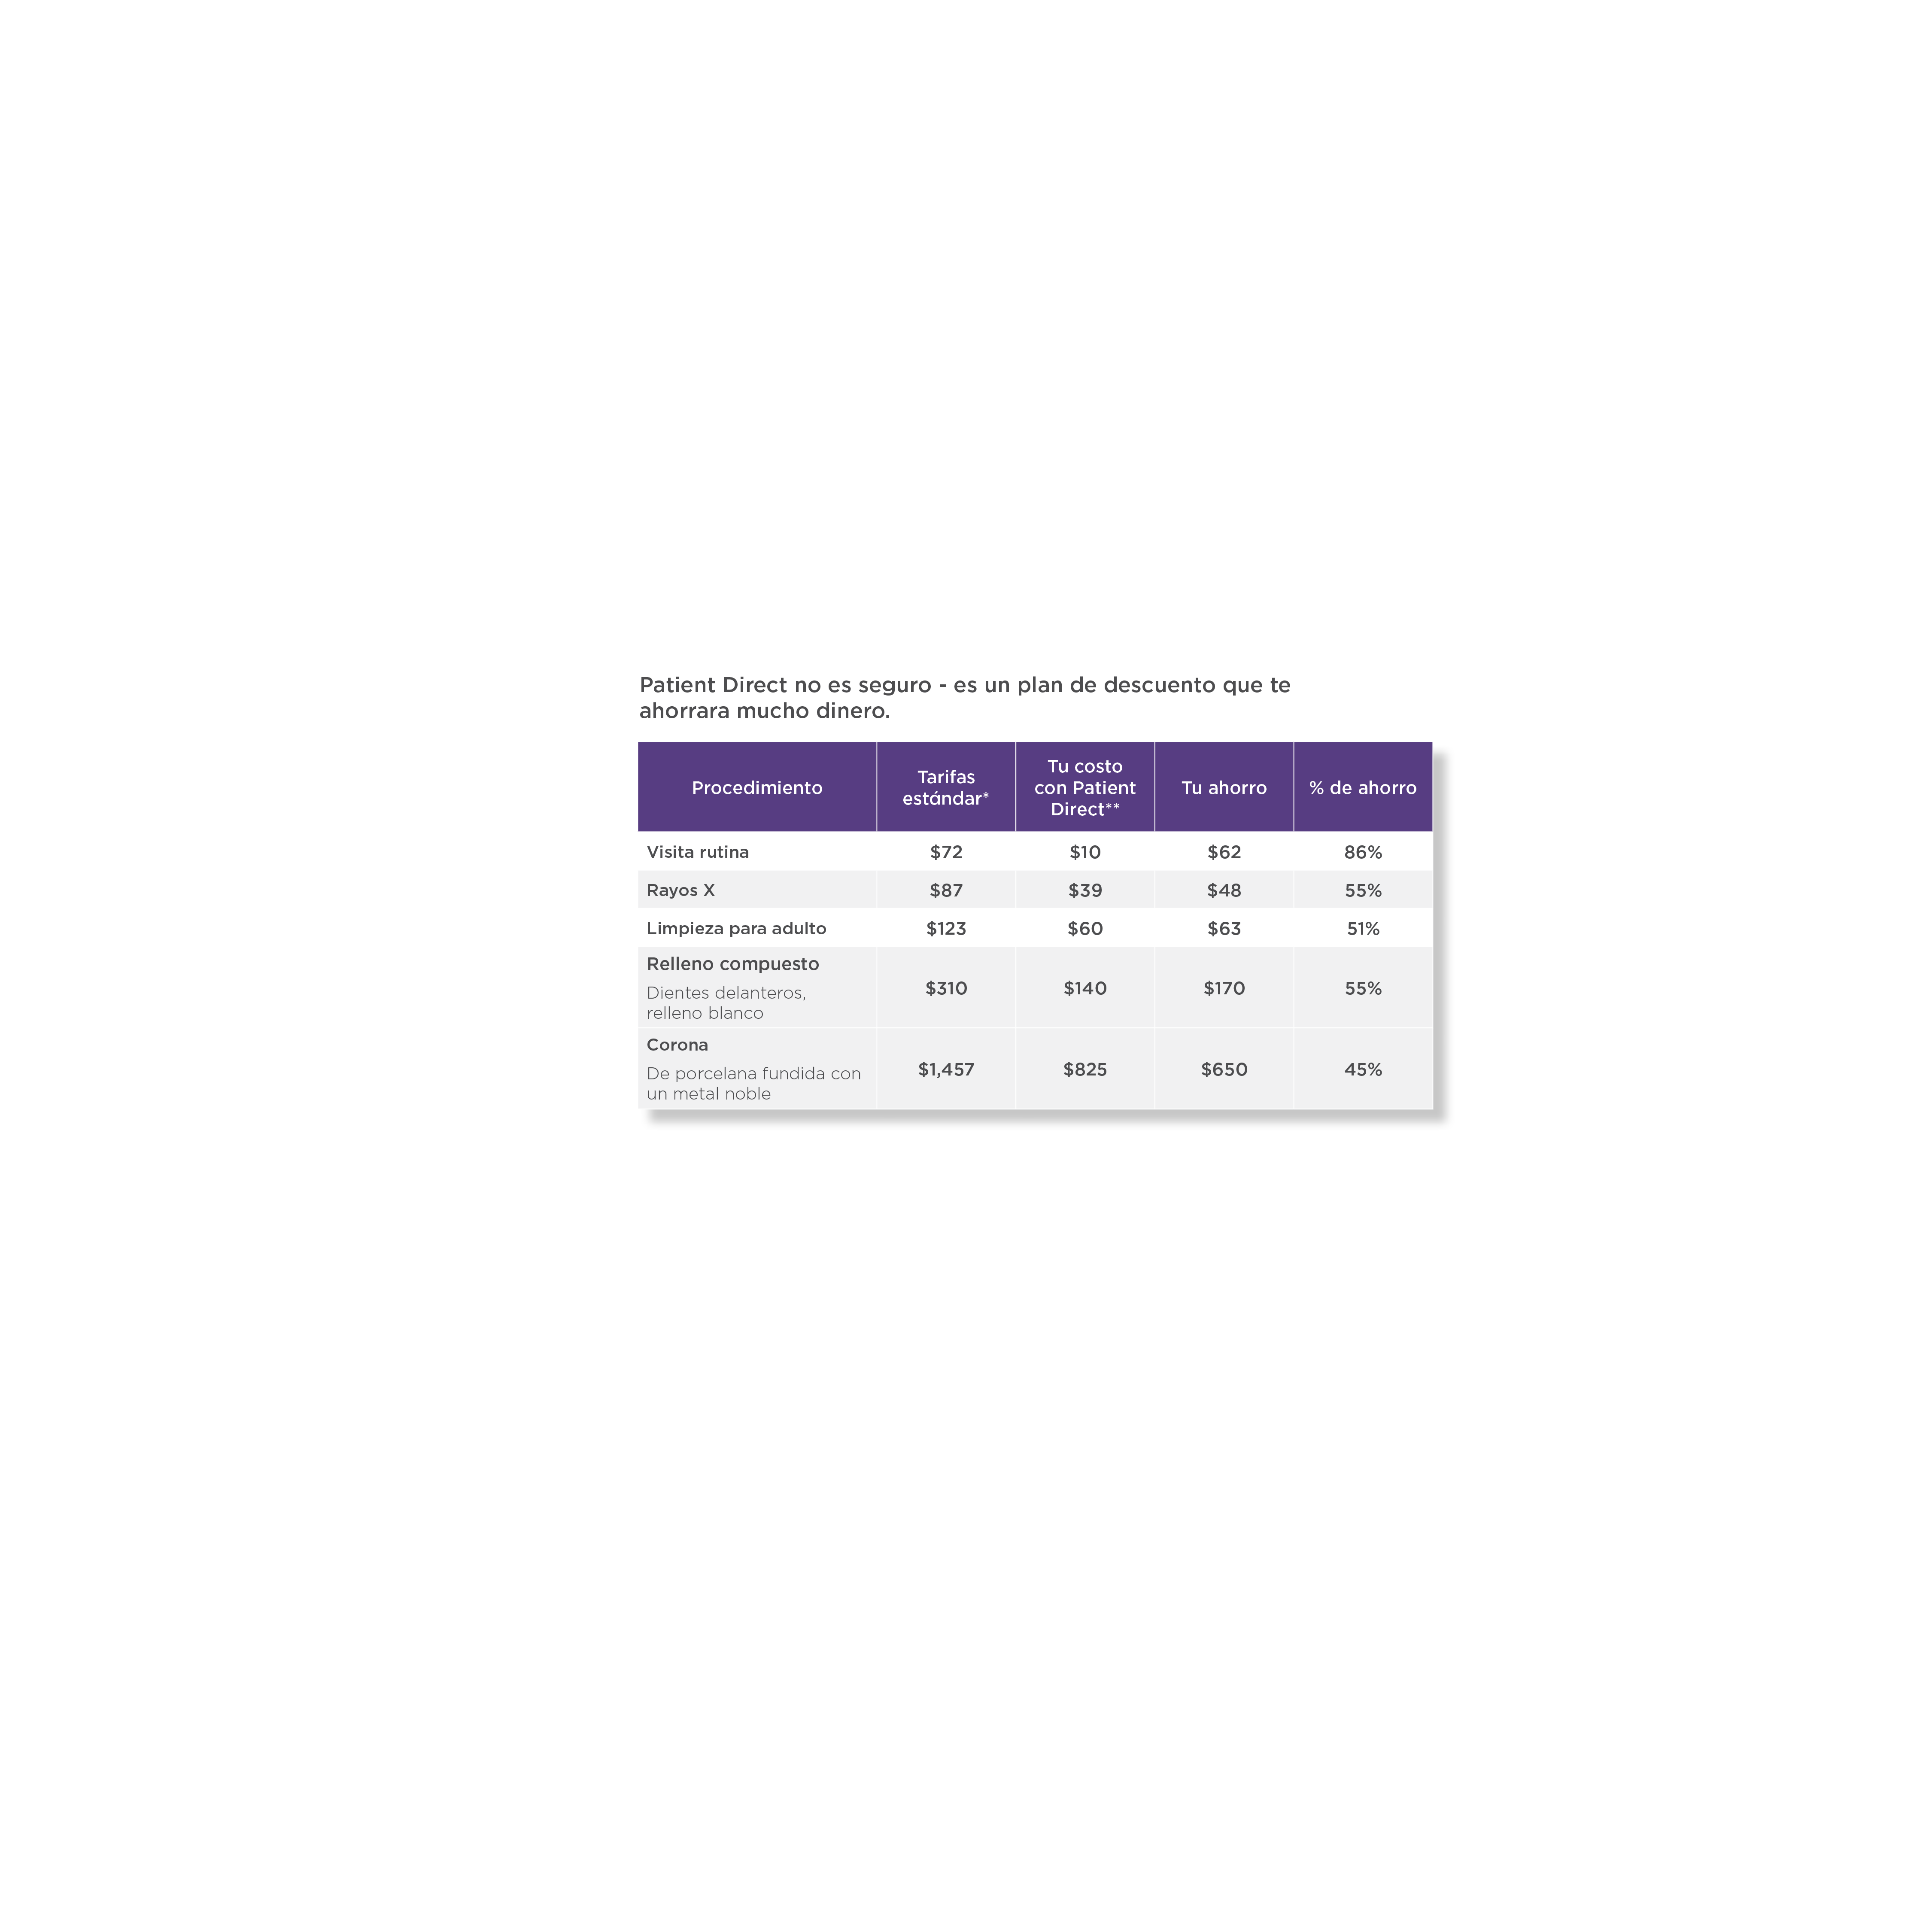 Patient Direct no es seguro - es un plan de descuento que te
ahorrara mucho dinero.
Procedimiento
Tarifas
estándar*
Tu costo
con Patient
Direct**
Tu ahorro
% de ahorro
Visita rutina $72 $10 $62 86%
Rayos X $87 $39 $48 55%
Limpieza para adulto $123 $60 $63 51%
Relleno compuesto
Dientes delanteros,
relleno blanco
$310 $140 $170 55%
Corona
De porcelana fundida con
un metal noble
$1,457 $825 $650 45%